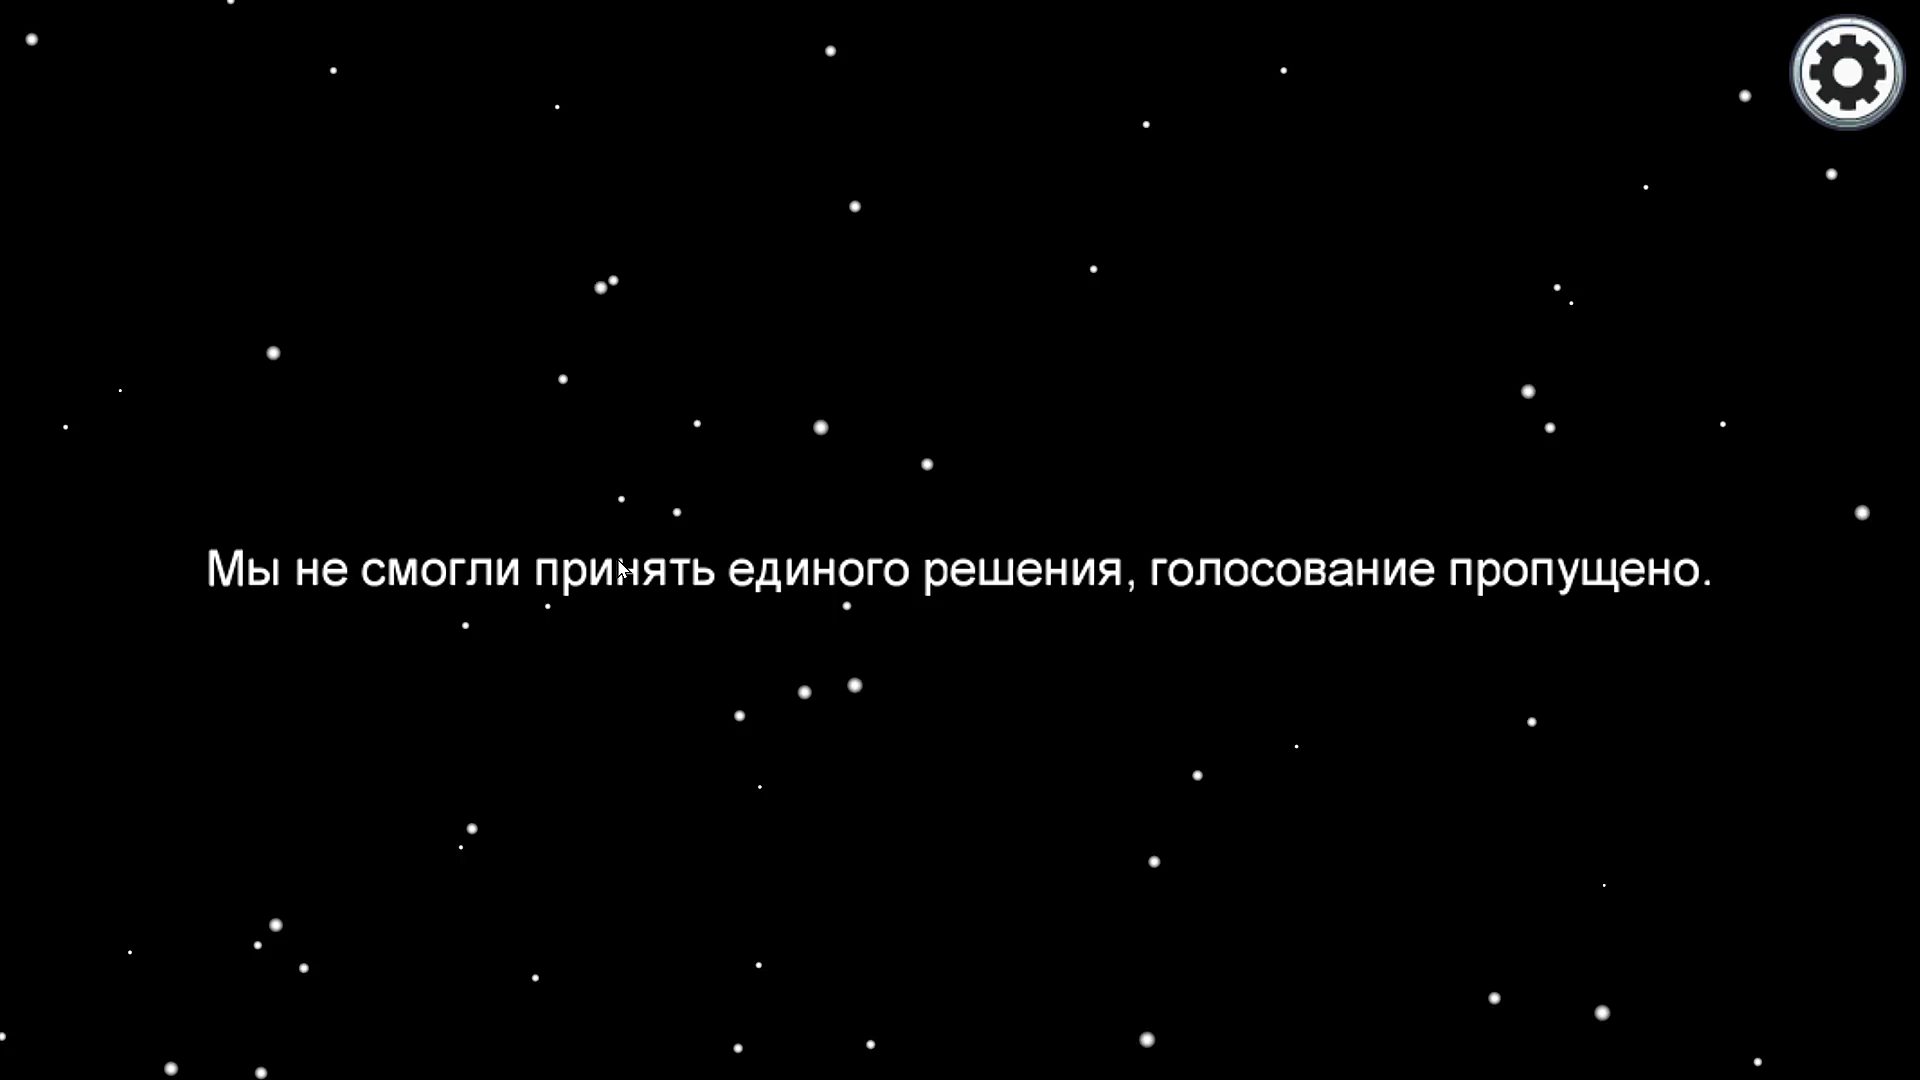 Мы не смогли принять единого решения, голосование пропущено.